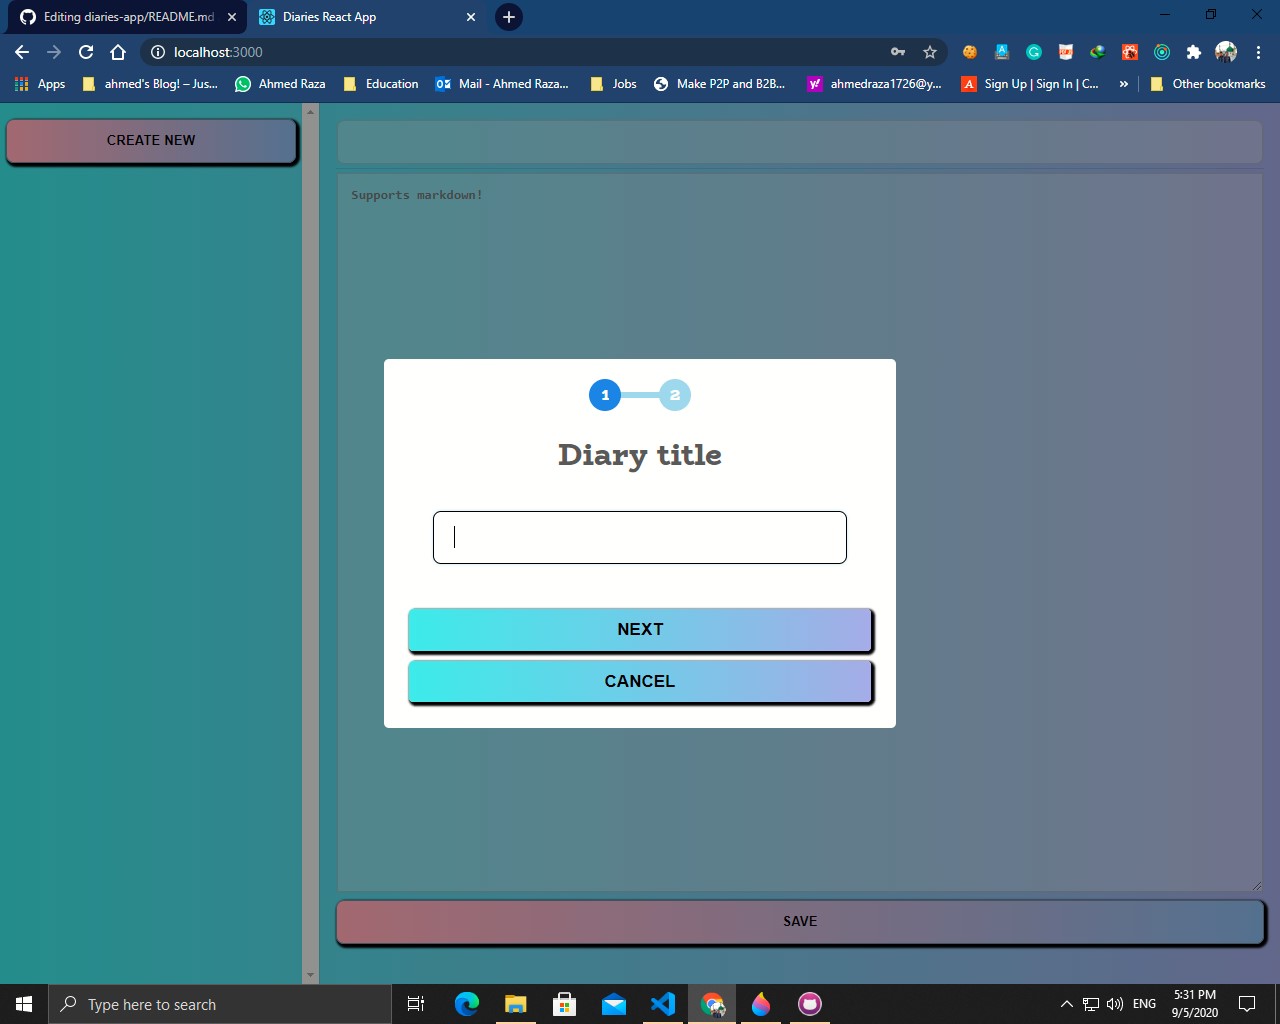 Editing diaries-app/README.md
Diaries React App
localhost:3000
Apps
ahmed's Blog! – Jus...
Ahmed Raza
Education
Mail - Ahmed Raza...
Jobs
Make P2P and B2B...
ahmedraza1726@y...
Sign Up | Sign In | C...
»
Other bookmarks
CREATE NEW
Supports markdown!
1
2
Diary title
NEXT
CANCEL
SAVE
Type here to search
ENG
5:31 PM
9/5/2020